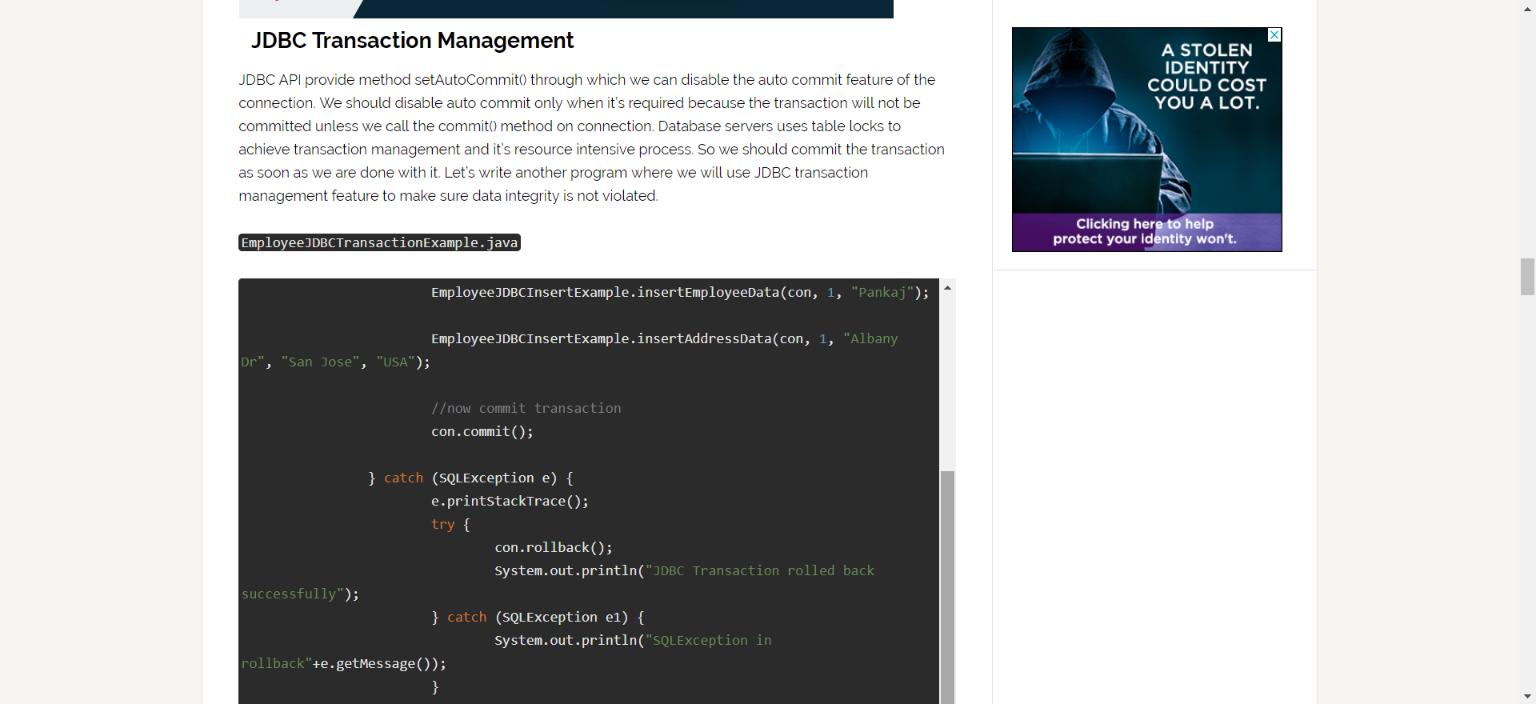 JDBC Transaction Management
JDBC API provide method setAutoCommit() through which we can disable the auto commit feature of the
connection. We should disable auto commit only when it's required because the transaction will not be
committed unless we call the commit() method on connection. Database servers uses table locks to
achieve transaction management and it's resource intensive process. So we should commit the transaction
as soon as we are done with it. Let's write another program where we will use JDBC transaction
management feature to make sure data integrity is not violated.
EmployeeJDBCTransactionExample.java
EmployeeJDBCInsertExample.insertEmployeeData(con, 1, "Pankaj");
EmployeeJDBCInsertExample.insertAddressData(con, 1, "Albany
Dr", "San Jose", "USA");
//now commit transaction
con.commit();
} catch (SQLException e) {
e.printStackTrace();
try {
con.rollback();
System.out.println("JDBC Transaction rolled back
successfully");
} catch (SQLException e1) {
System.out.println("SQLException in
rollback"+e.getMessage());
}
A STOLEN
IDENTITY
COULD COST
YOU A LOT.
Clicking here to help
protect your identity won't.